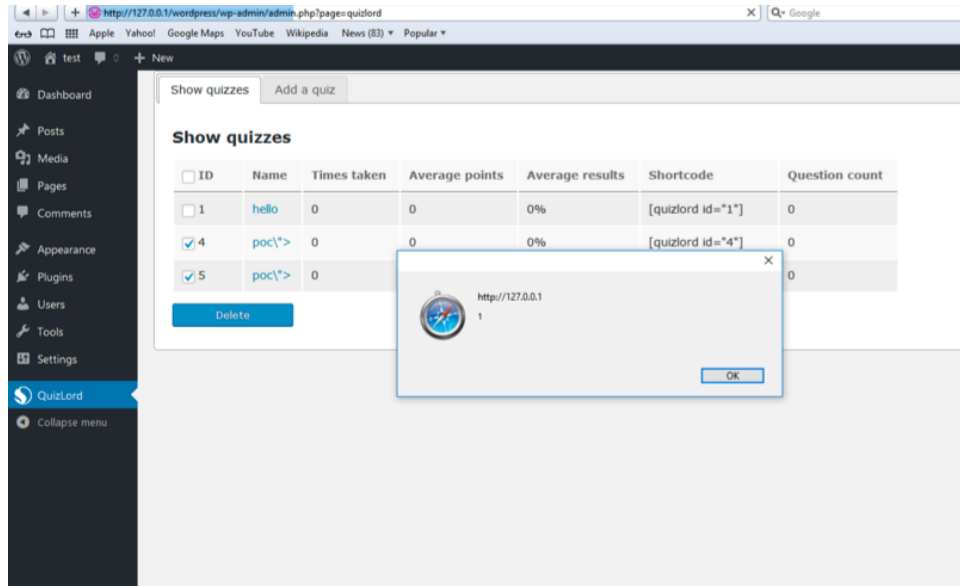 http://127.0.0.1/wordpress/wp-admin/admin.php?page=quizlord
Google
Apple Yahoo! Google Maps YouTube Wikipedia News (83) ▾ Popular ▾
test 0 + New
Dashboard
Posts
Media
Pages
Comments
Appearance
Plugins
Users
Tools
Settings
QuizLord
Collapse menu
Show quizzes Add a quiz
Show quizzes
ID Name Times taken Average points Average results Shortcode Question count
1 hello 0 0 0% [quizlord id="1"] 0
4 poc\"> 0 0 0% [quizlord id="4"] 0
5 poc\"> 0 0
Delete
http://127.0.0.1
1
OK